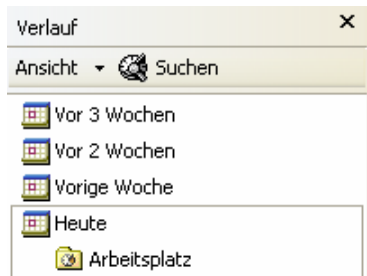 Verlauf
Ansicht Suchen
Vor 3 Wochen
Vor 2 Wochen
Vorige Woche
Heute
Arbeitsplatz